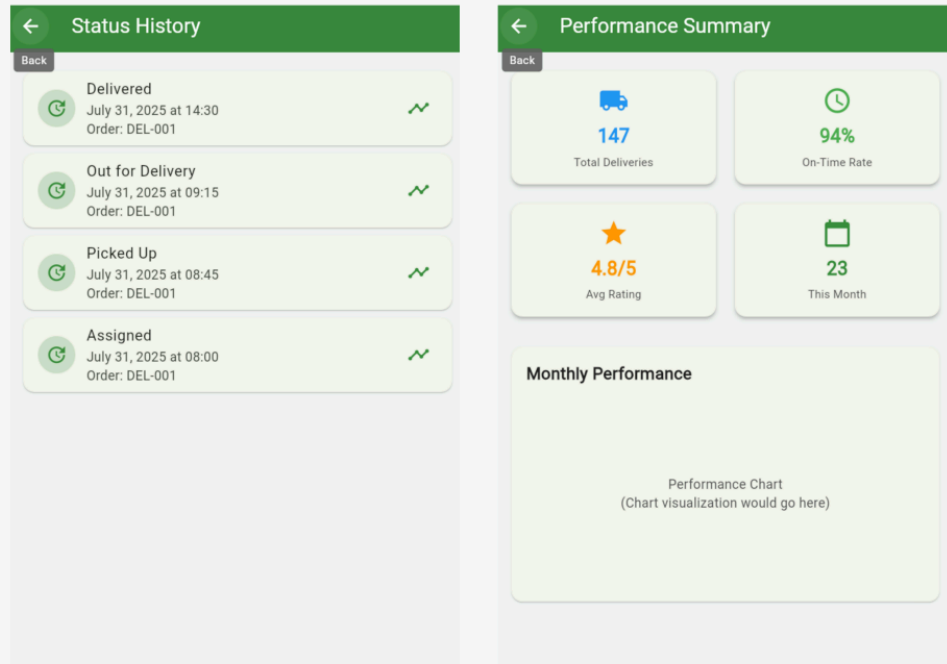 Status History
Back
Delivered
July 31, 2025 at 14:30
Order: DEL-001
Out for Delivery
July 31, 2025 at 09:15
Order: DEL-001
Picked Up
July 31, 2025 at 08:45
Order: DEL-001
Assigned
July 31, 2025 at 08:00
Order: DEL-001
Performance Summary
Back
147
Total Deliveries
94%
On-Time Rate
4.8/5
Avg Rating
23
This Month
Monthly Performance
Performance Chart
(Chart visualization would go here)